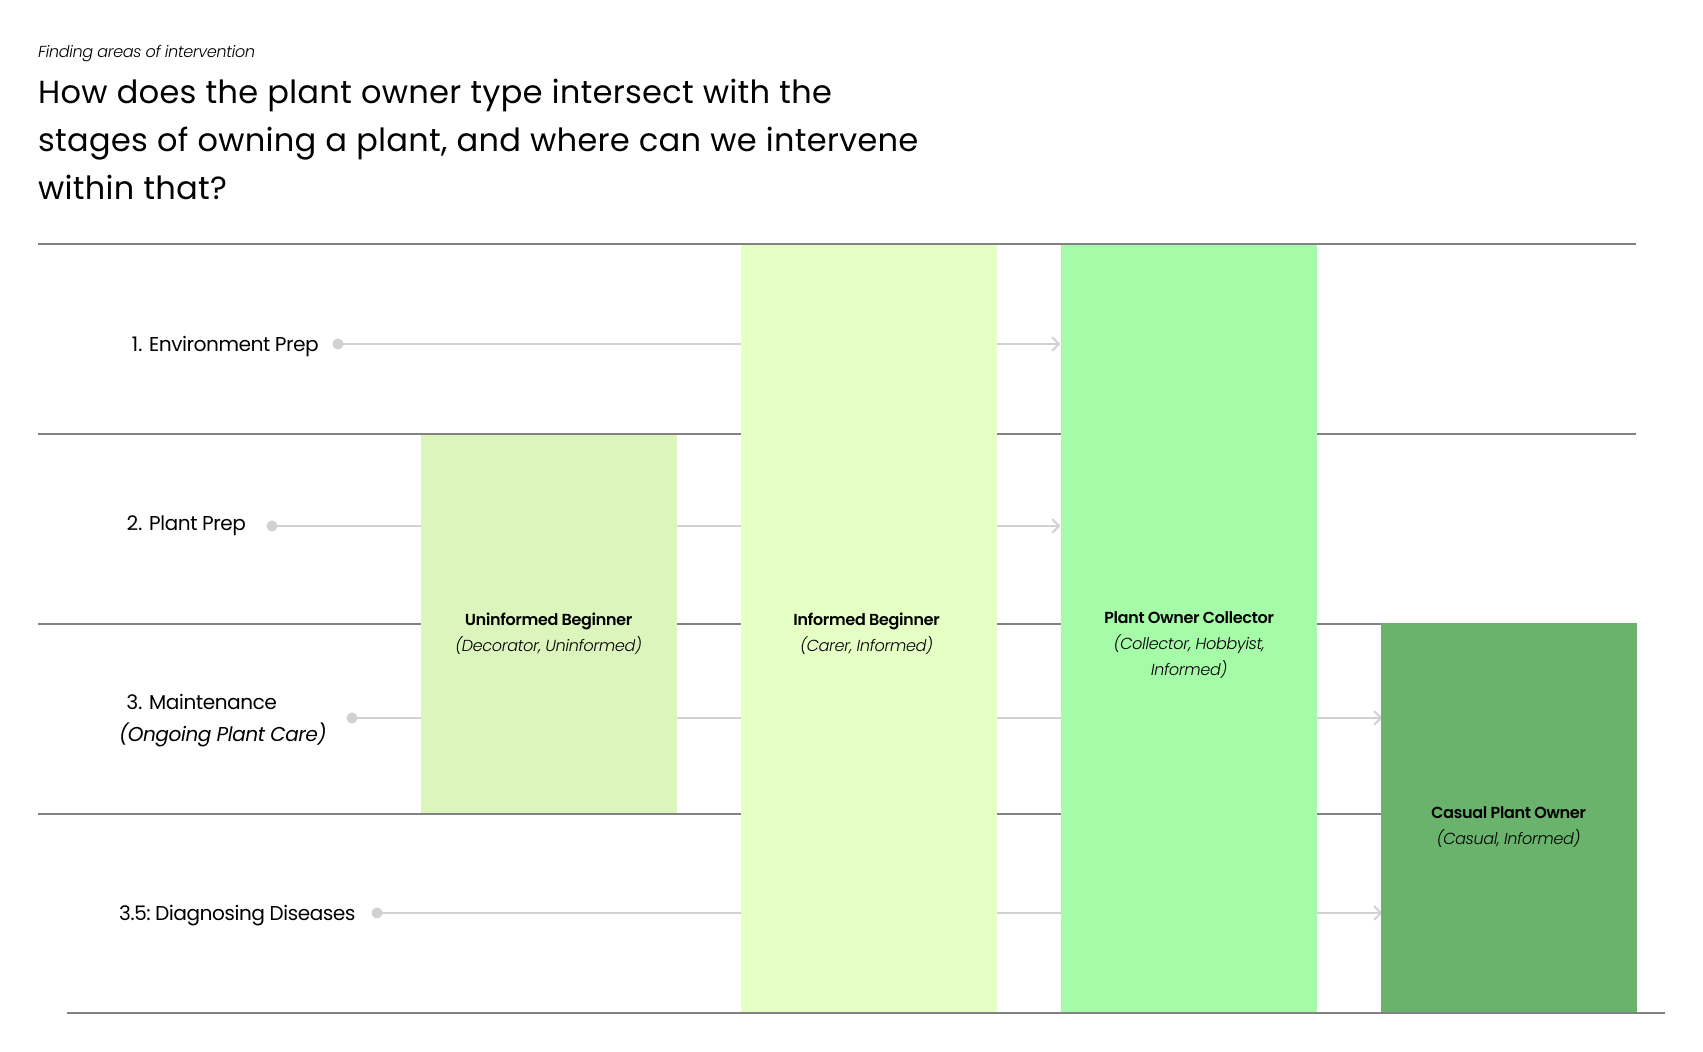 Finding areas of intervention
How does the plant owner type intersect with the
stages of owning a plant, and where can we intervene
within that?
1. Environment Prep
2. Plant Prep
Uninformed Beginner
(Decorator, Uninformed)
Informed Beginner
(Carer, Informed)
Plant Owner Collector
(Collector, Hobbyist,
Informed)
3. Maintenance
(Ongoing Plant Care)
Casual Plant Owner
(Casual, Informed)
3.5: Diagnosing Diseases